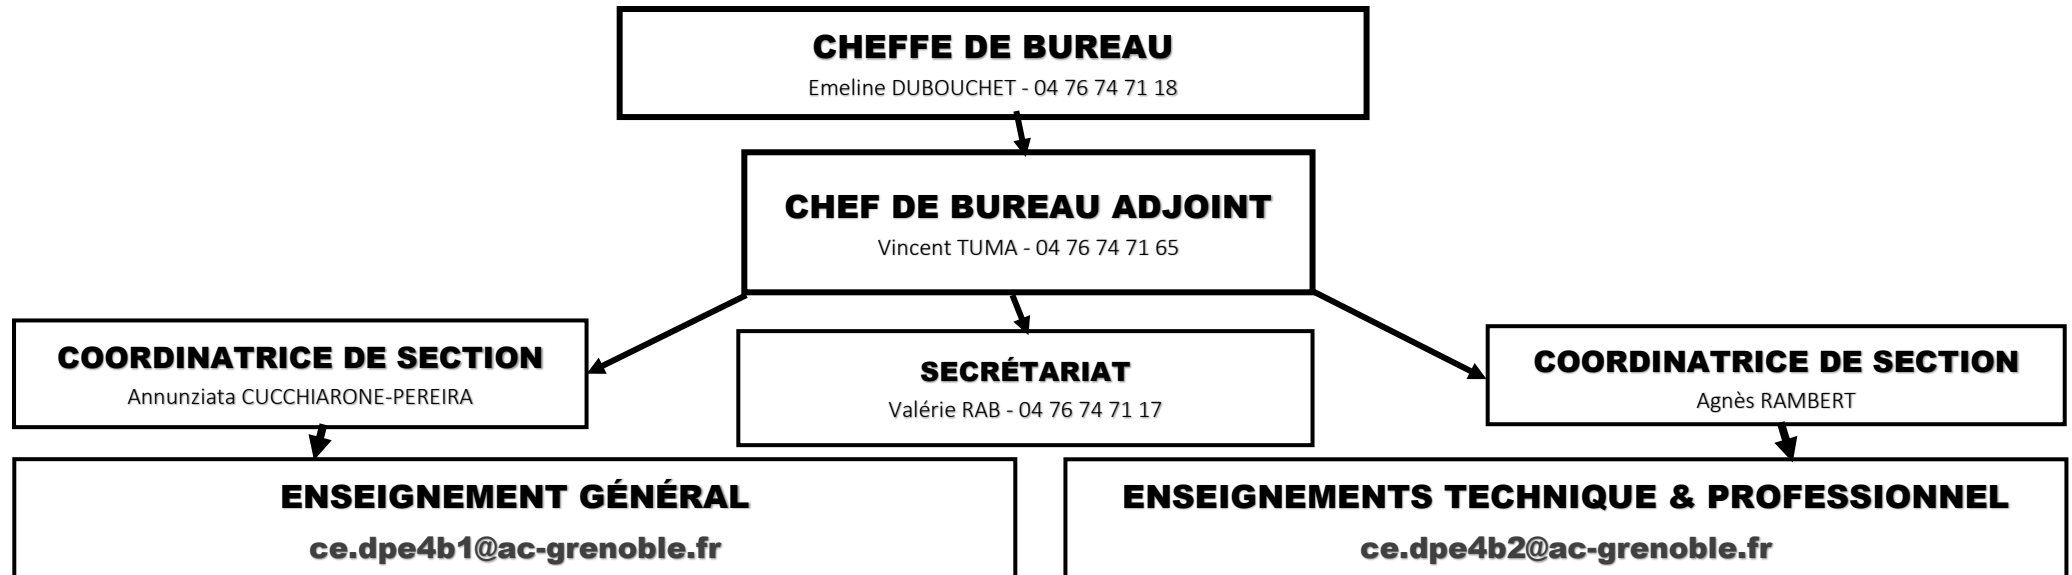 CHEFFE DE BUREAU
Emeline DUBOUCHET - 04 76 74 71 18
CHEF DE BUREAU ADJOINT
Vincent TUMA - 04 76 74 71 65
COORDINATRICE DE SECTION
Annunziata CUCCHIARONE-PEREIRA
SECRÉTARIAT
Valérie RAB - 04 76 74 71 17
COORDINATRICE DE SECTION
Agnès RAMBERT
ENSEIGNEMENT GÉNÉRAL
ce.dpe4b1@ac-grenoble.fr
ENSEIGNEMENTS TECHNIQUE & PROFESSIONNEL
ce.dpe4b2@ac-grenoble.fr